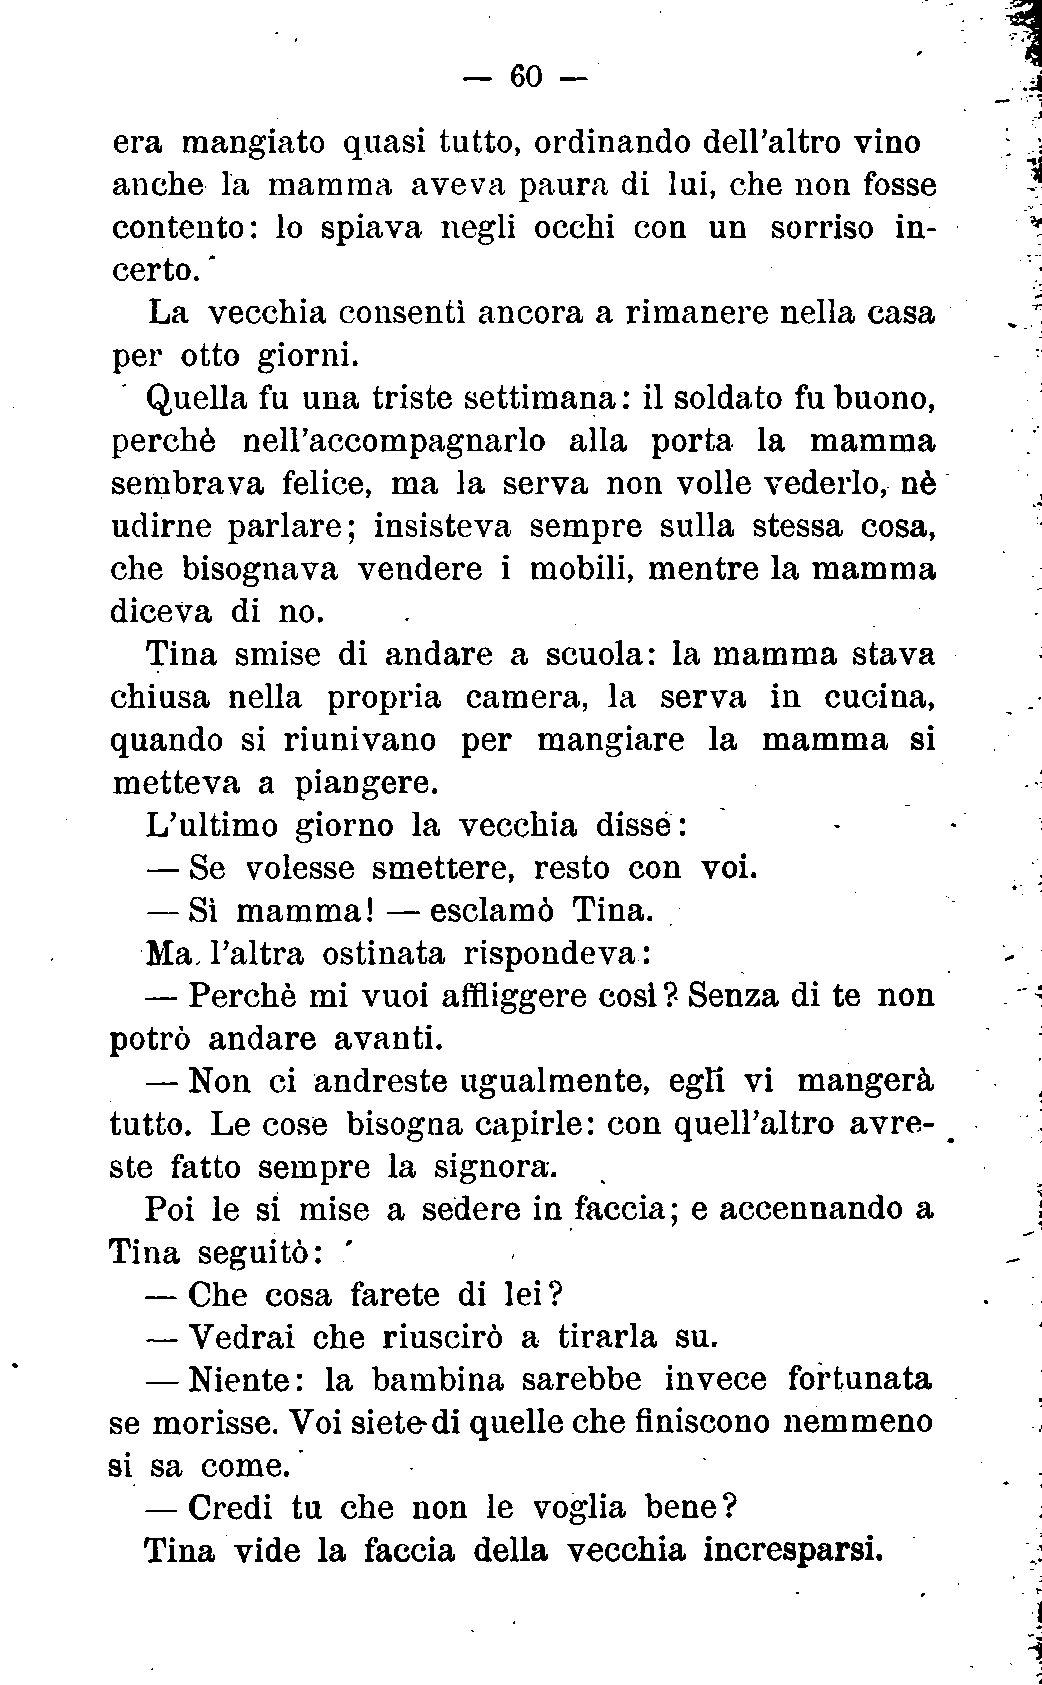 — 60 —
era mangiato quasi tutto, ordinando dell'altro vino
anche la mamma aveva paura di lui, che non fosse
contento: lo spiava negli occhi con un sorriso in-
certo.
La vecchia consentì ancora a rimanere nella casa
per otto giorni.
Quella fu una triste settimana: il soldato fu buono,
perchè nell'accompagnarlo alla porta la mamma
sembrava felice, ma la serva non volle vederlo, nè
udirne parlare; insisteva sempre sulla stessa cosa,
che bisognava vendere i mobili, mentre la mamma
diceva di no.
Tina smise di andare a scuola: la mamma stava
chiusa nella propria camera, la serva in cucina,
quando si riunivano per mangiare la mamma si
metteva a piangere.
L'ultimo giorno la vecchia disse:
— Se volesse smettere, resto con voi.
— Sì mamma! — esclamò Tina.
Ma l'altra ostinata rispondeva:
— Perchè mi vuoi affliggere così? Senza di te non
potrò andare avanti.
— Non ci andreste ugualmente, egli vi mangerà
tutto. Le cose bisogna capirle: con quell'altro avre-
ste fatto sempre la signora.
Poi le si mise a sedere in faccia; e accennando a
Tina seguitò:
— Che cosa farete di lei?
— Vedrai che riuscirò a tirarla su.
— Niente: la bambina sarebbe invece fortunata
se morisse. Voi siete di quelle che finiscono nemmeno
si sa come.
— Credi tu che non le voglia bene?
Tina vide la faccia della vecchia incresparsi.